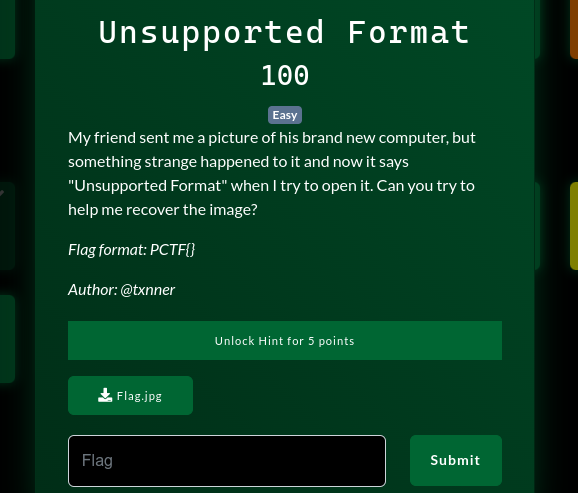 Unsupported Format
100
Easy
My friend sent me a picture of his brand new computer, but
something strange happened to it and now it says
"Unsupported Format" when I try to open it. Can you try to
help me recover the image?
Flag format: PCTF{}
Author: @txnner
Unlock Hint for 5 points
Flag.jpg
Flag
Submit